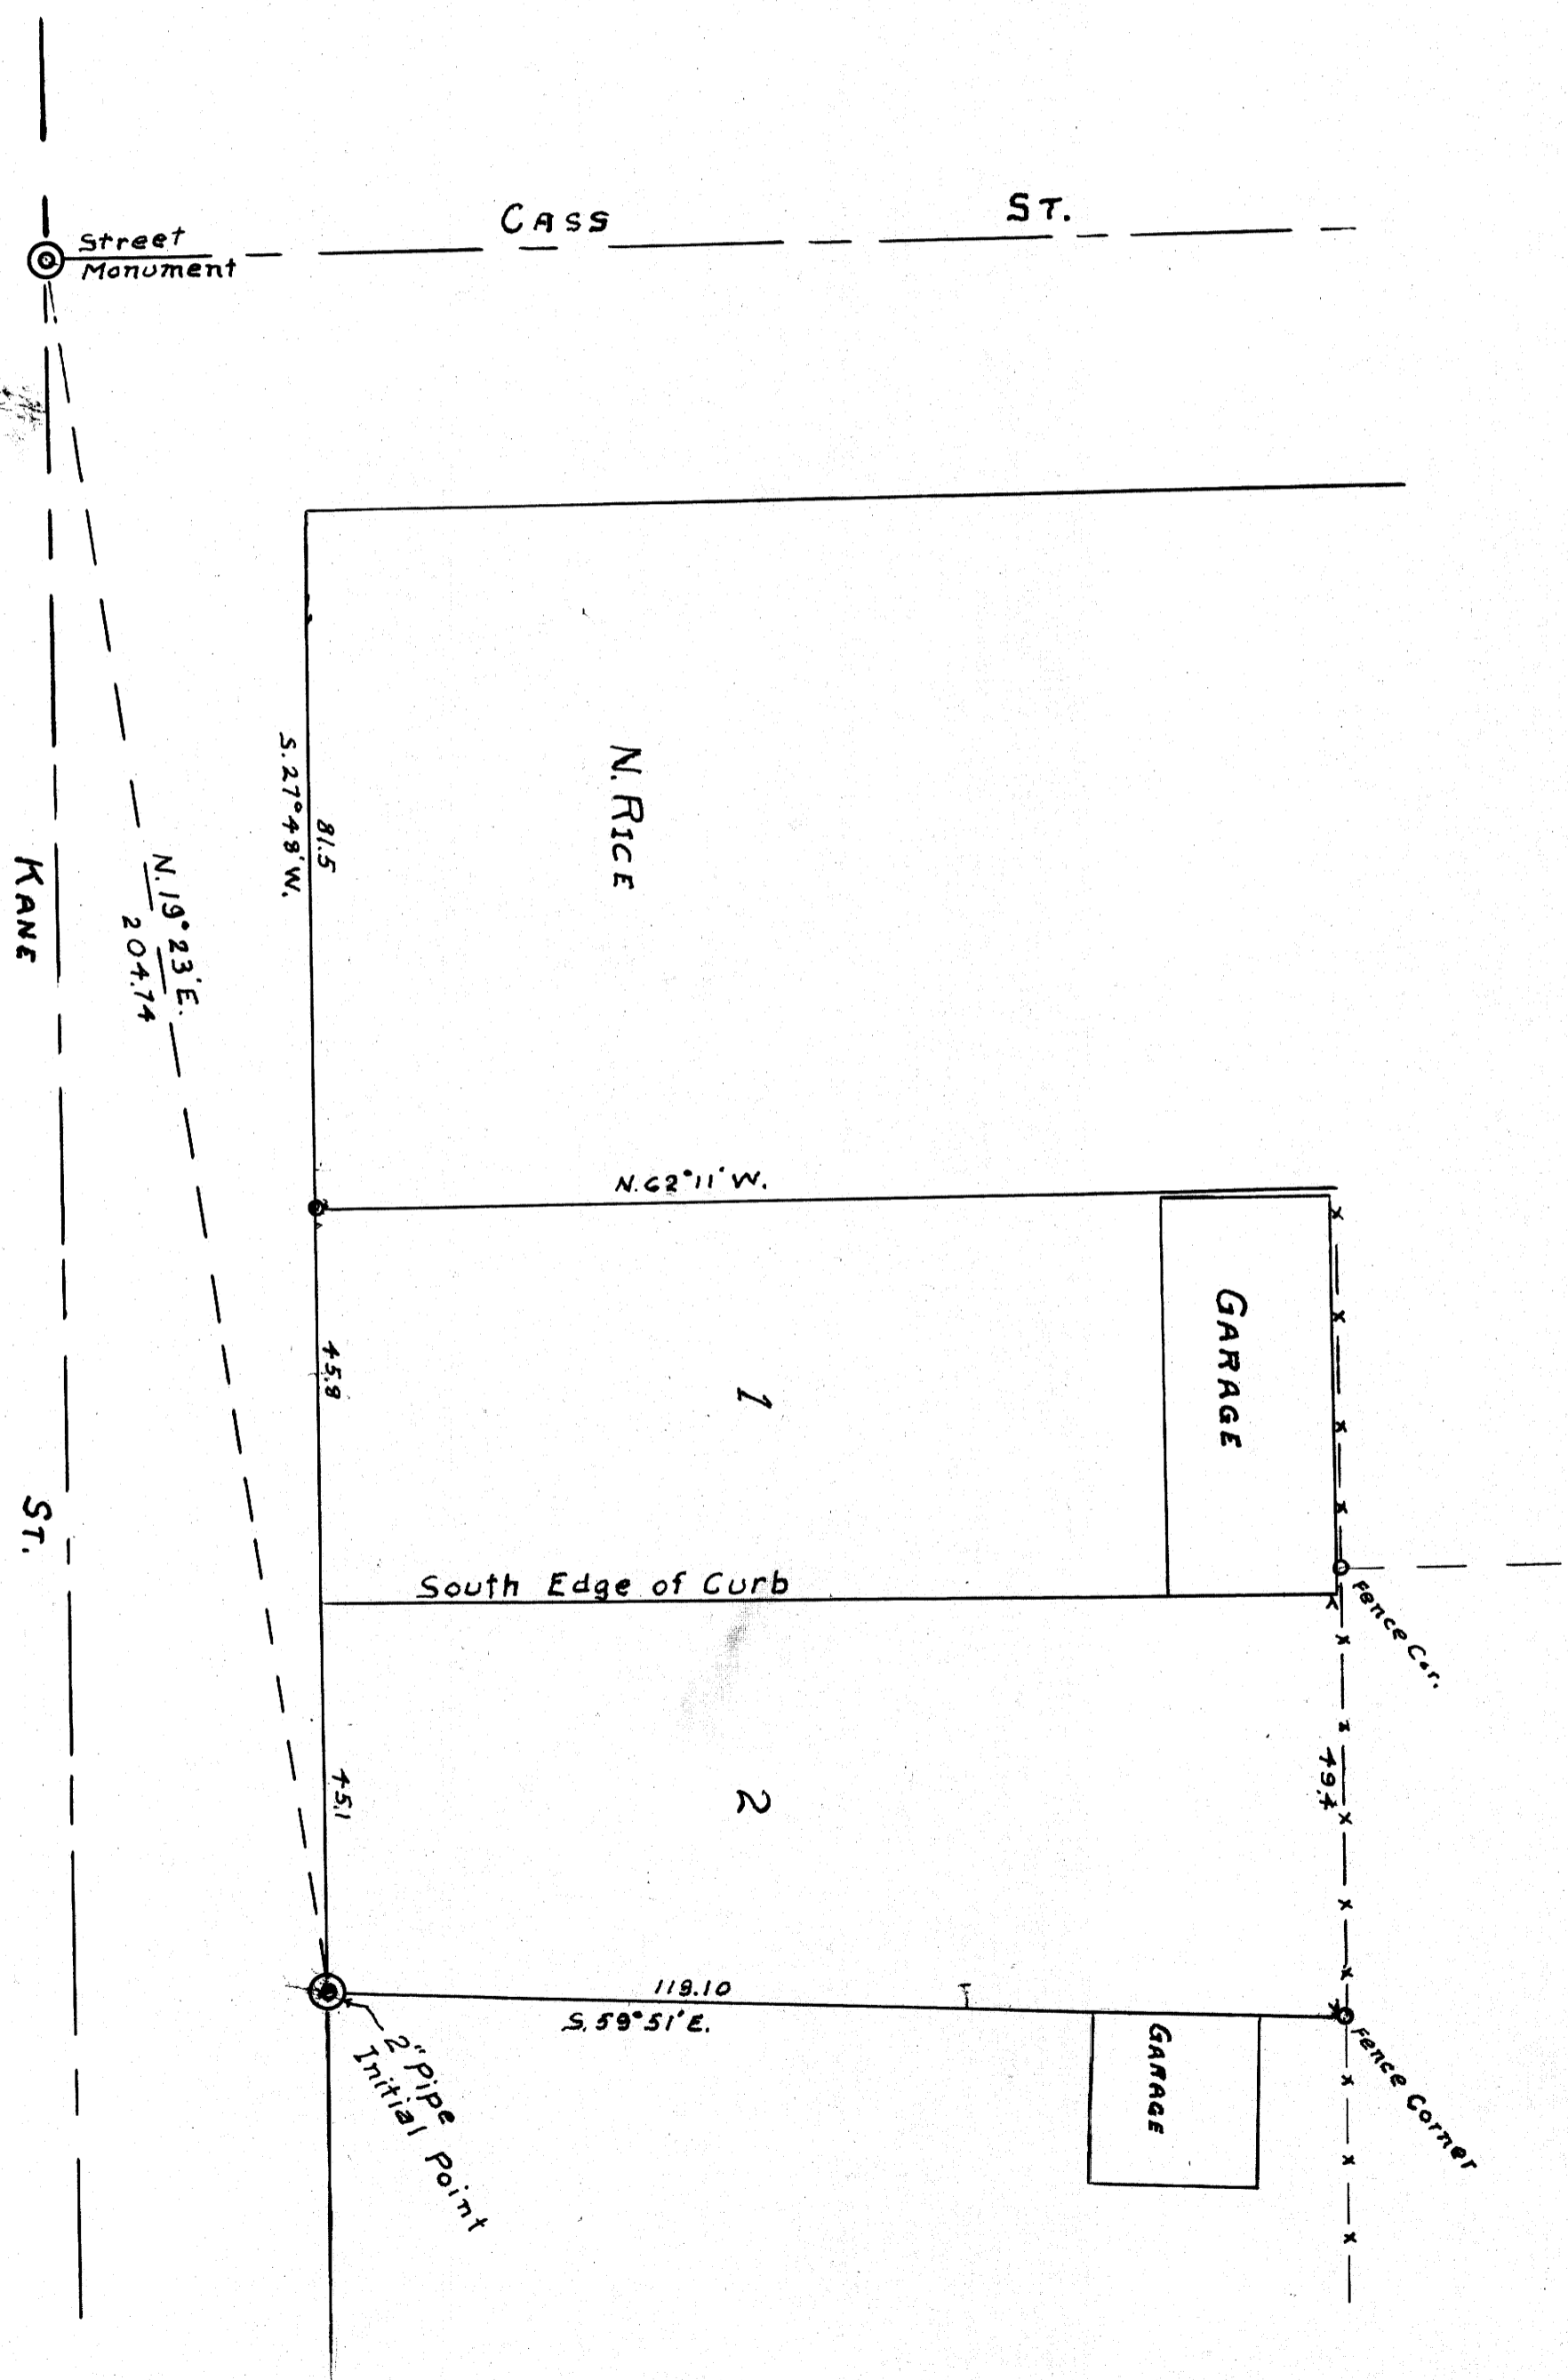 CASS ST.
Street
Monument
N. RICE
81.5
S. 27° 48' W.
N. 19° 23' E.
204.74
KANE ST.
N. 62° 11' W.
GARAGE
45.8
1
South Edge of Curb
Fence Cor.
49.4
45.1
2
119.10
S. 59° 51' E.
GARAGE
Fence Corner
2" Pipe
Initial Point